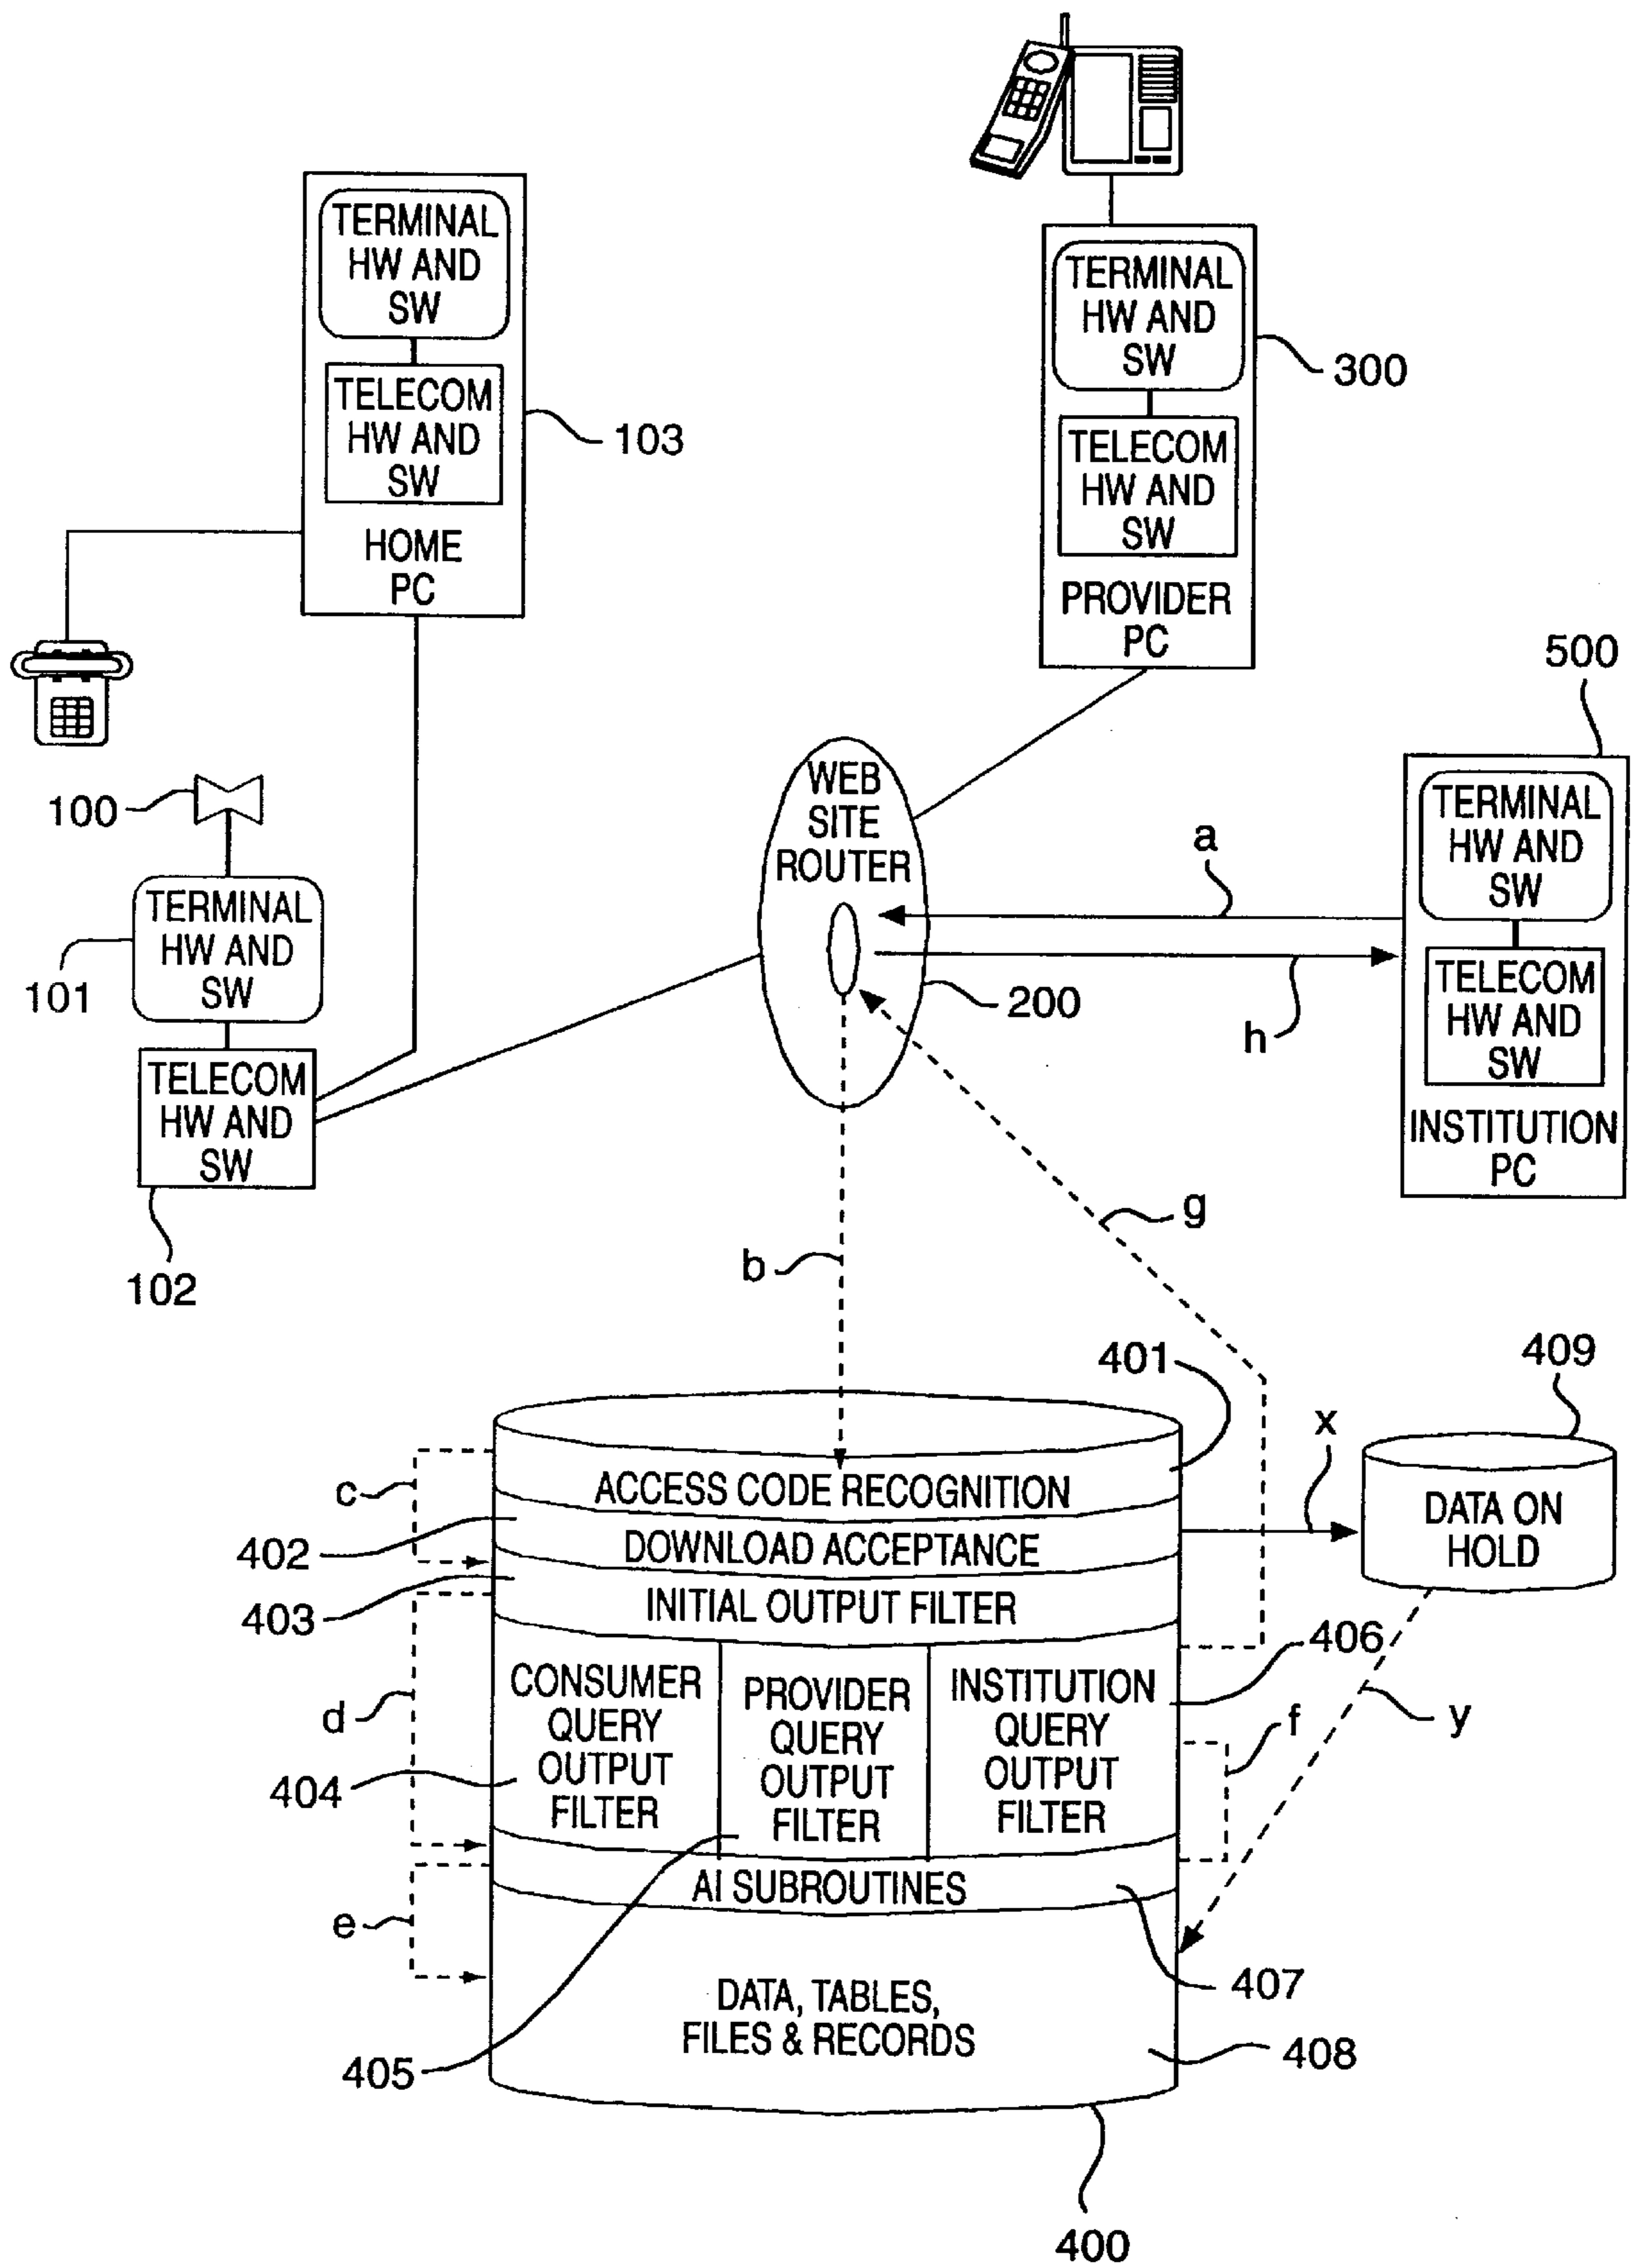 TERMINAL
HW AND
SW
TELECOM
HW AND
SW
HOME
PC
103
TERMINAL
HW AND
SW
TELECOM
HW AND
SW
PROVIDER
PC
300
500
TERMINAL
HW AND
SW
TELECOM
HW AND
SW
INSTITUTION
PC
100
TERMINAL
HW AND
SW
101
TELECOM
HW AND
SW
102
WEB
SITE
ROUTER
200
a
h
g
b
401
409
x
DATA ON
HOLD
c
ACCESS CODE RECOGNITION
402
DOWNLOAD ACCEPTANCE
403
INITIAL OUTPUT FILTER
406
d
CONSUMER
QUERY
OUTPUT
FILTER
404
PROVIDER
QUERY
OUTPUT
FILTER
INSTITUTION
QUERY
OUTPUT
FILTER
f
y
AI SUBROUTINES
e
407
DATA, TABLES,
FILES & RECORDS
405
408
400